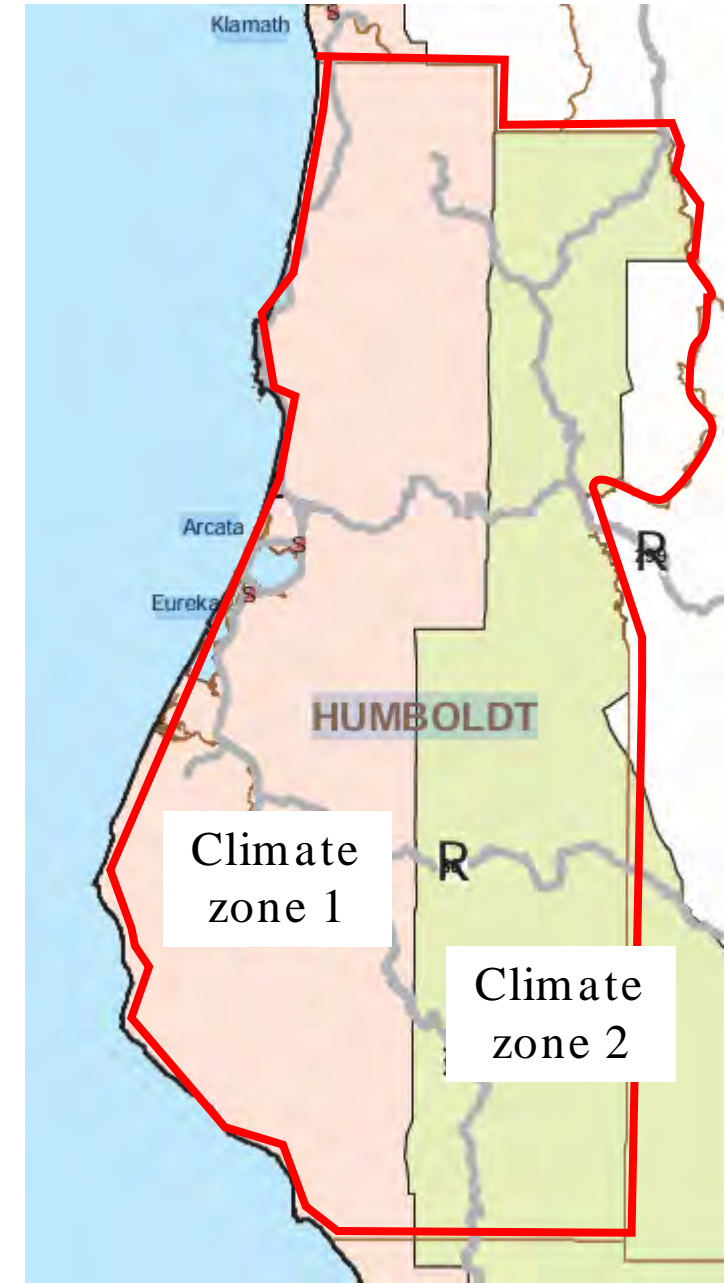 Klamath
S
Arcata
S
Eureka
S
R
HUMBOLDT
Climate
zone 1
R
Climate
zone 2